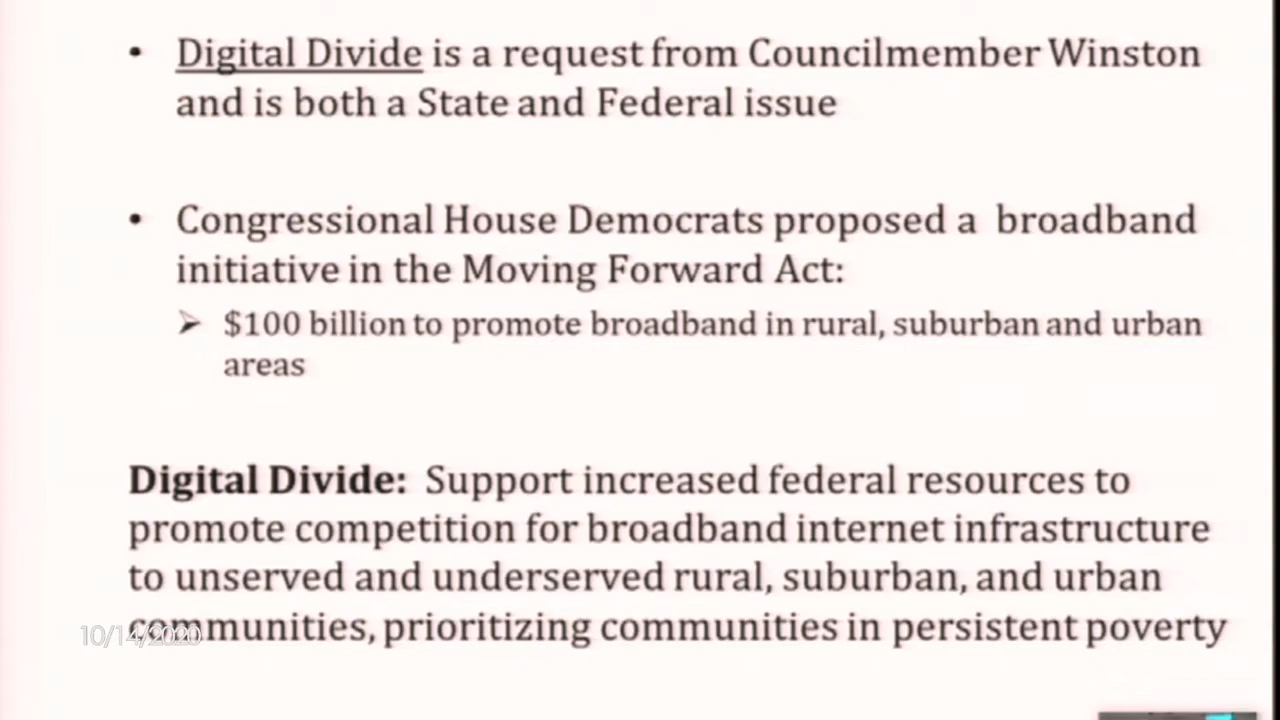 • Digital Divide is a request from Councilmember Winston
and is both a State and Federal issue
• Congressional House Democrats proposed a broadband
initiative in the Moving Forward Act:
➢ $100 billion to promote broadband in rural, suburban and urban
areas
Digital Divide: Support increased federal resources to
promote competition for broadband internet infrastructure
to unserved and underserved rural, suburban, and urban
communities, prioritizing communities in persistent poverty
10/14/2020